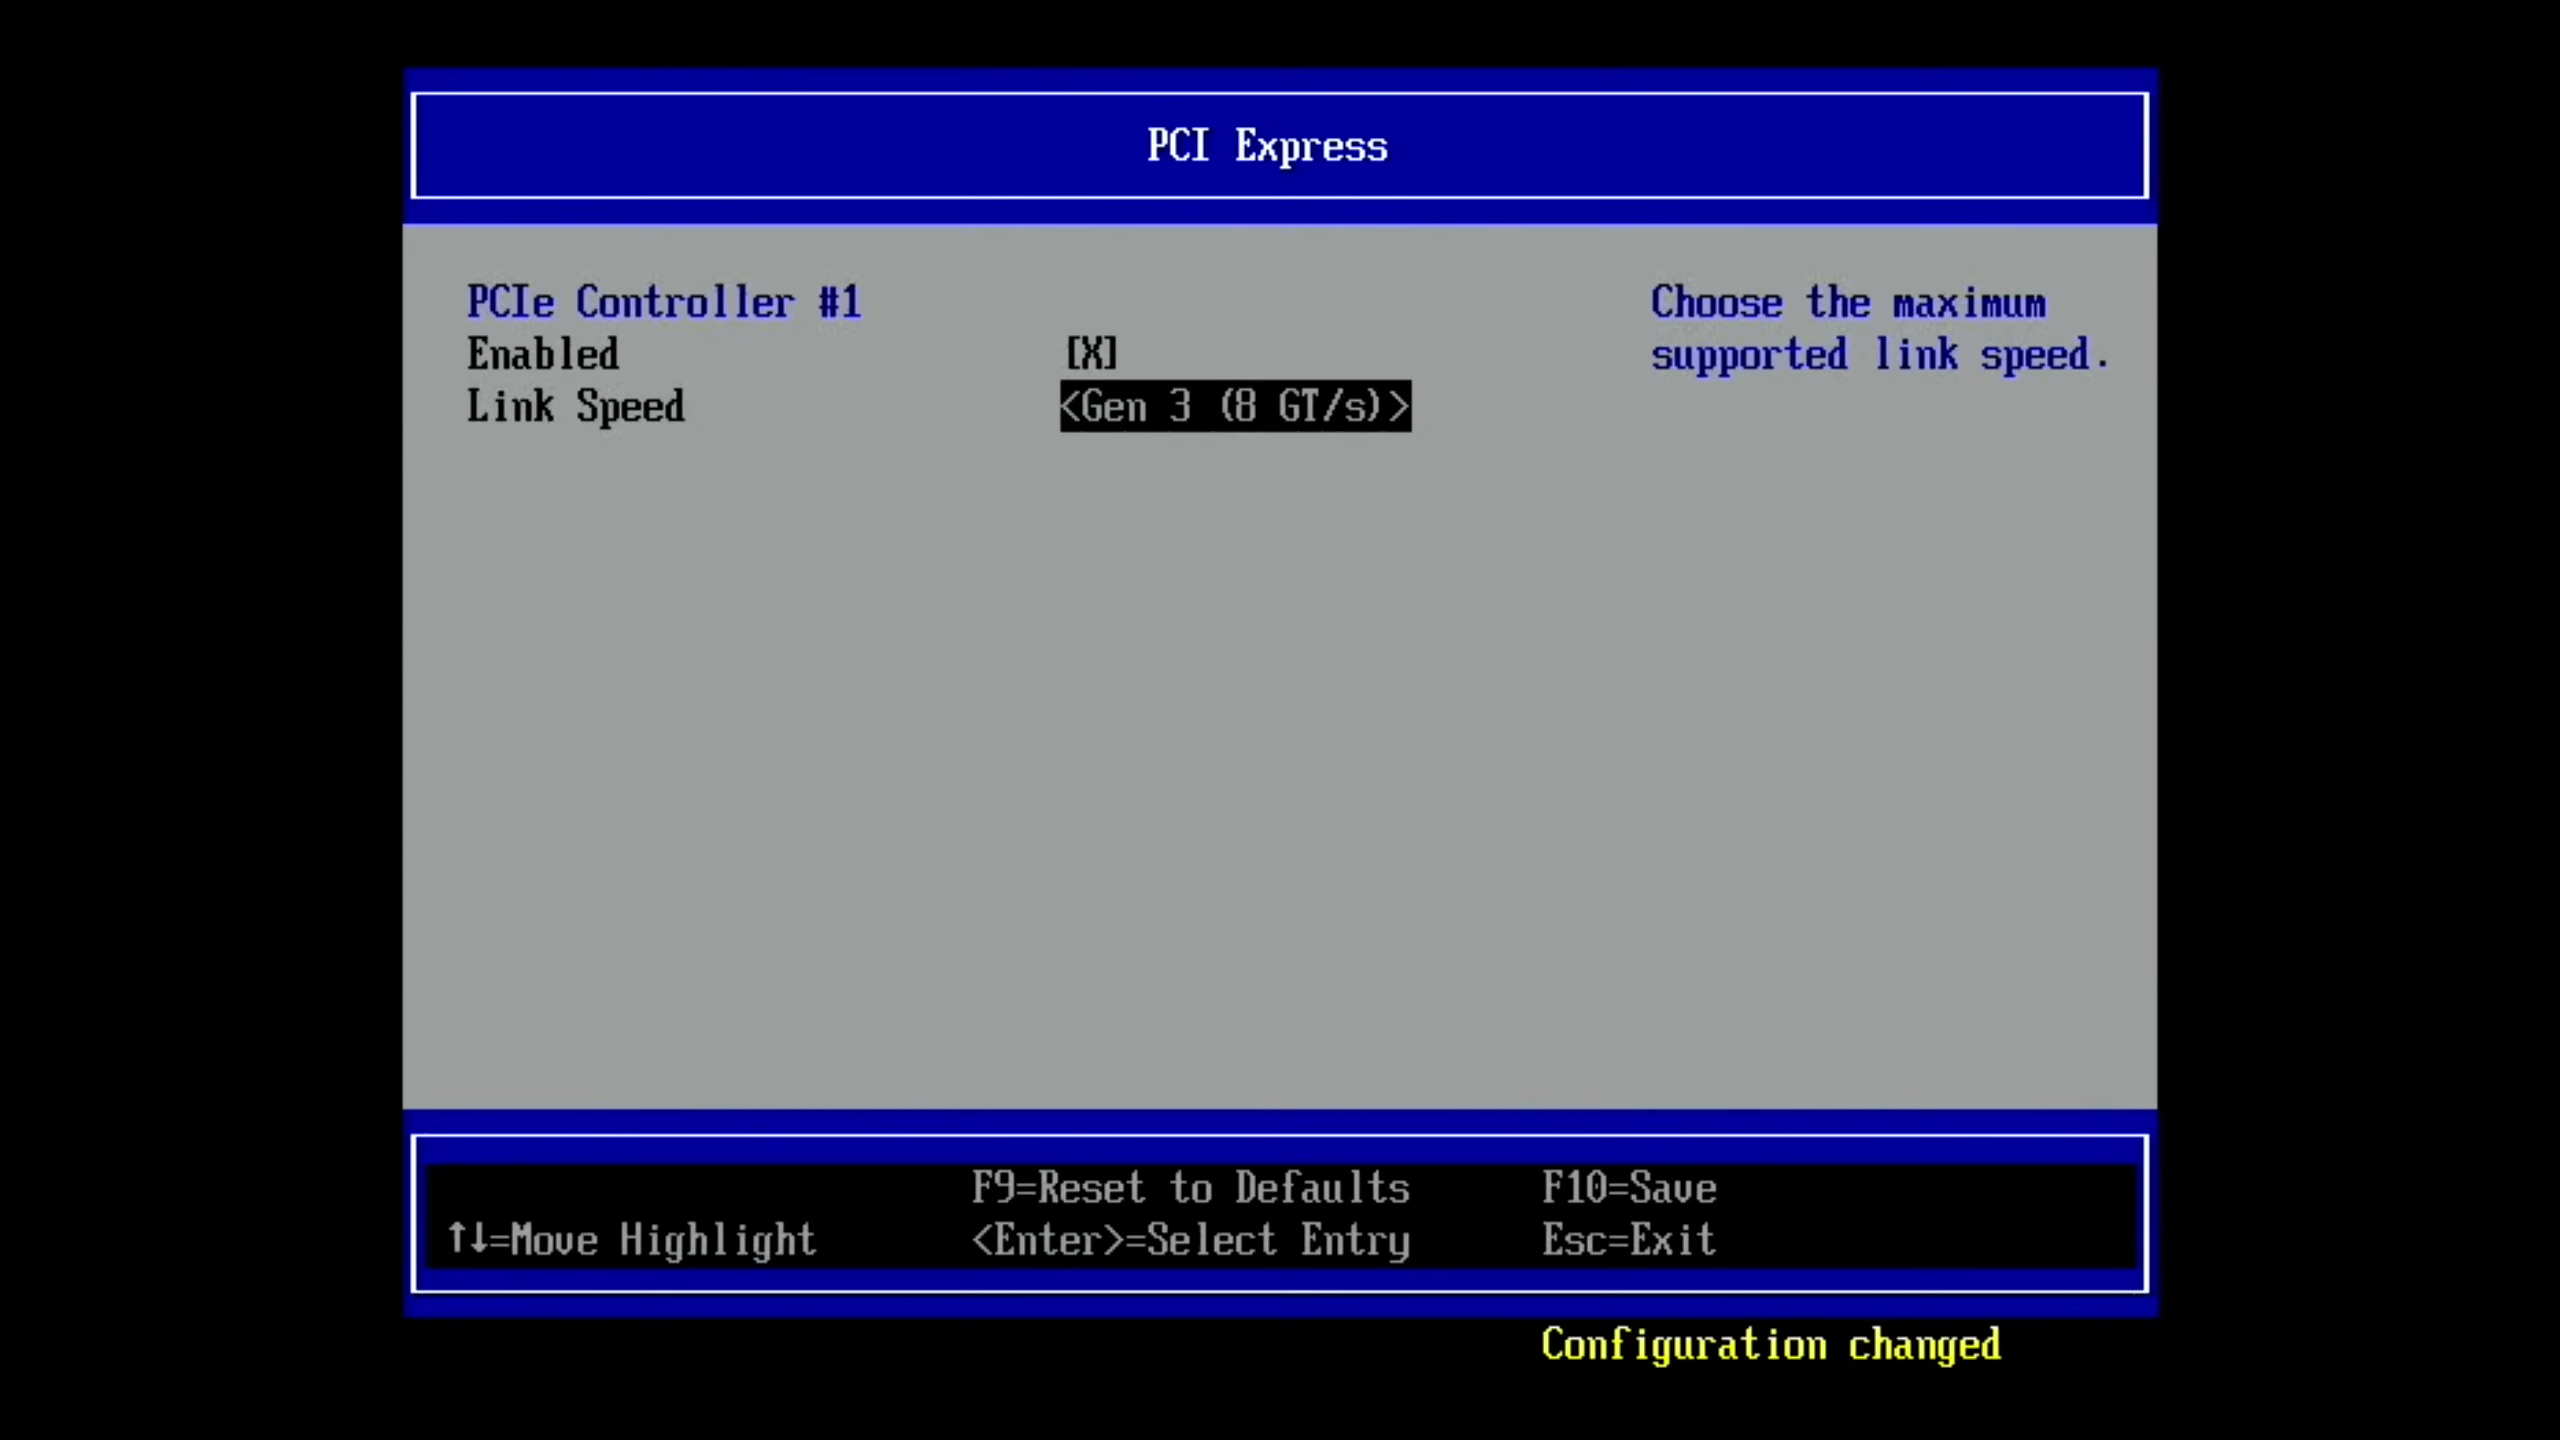 PCI Express
PCIe Controller #1
Enabled [X]
Link Speed <Gen 3 (8 GT/s)>
Choose the maximum
supported link speed.
F9=Reset to Defaults F10=Save
↑↓=Move Highlight <Enter>=Select Entry Esc=Exit
Configuration changed